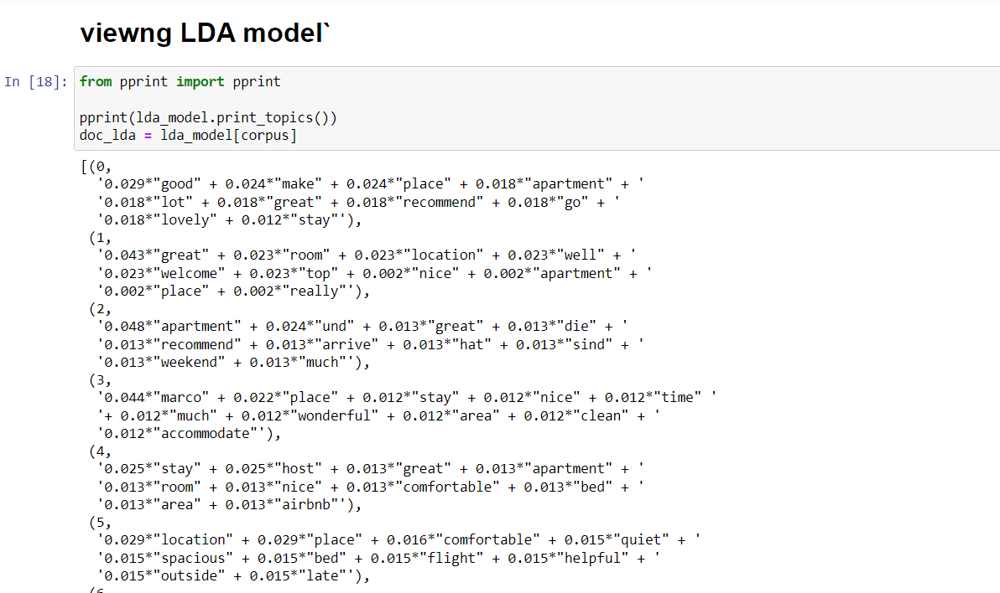 viewng LDA model`
In [18]: from pprint import pprint
pprint(lda_model.print_topics())
doc_lda = lda_model[corpus]
[(0,
'0.029*"good" + 0.024*"make" + 0.024*"place" + 0.018*"apartment" + '
'0.018*"lot" + 0.018*"great" + 0.018*"recommend" + 0.018*"go" + '
'0.018*"lovely" + 0.012*"stay"'),
(1,
'0.043*"great" + 0.023*"room" + 0.023*"location" + 0.023*"well" + '
'0.023*"welcome" + 0.023*"top" + 0.002*"nice" + 0.002*"apartment" + '
'0.002*"place" + 0.002*"really"'),
(2,
'0.048*"apartment" + 0.024*"und" + 0.013*"great" + 0.013*"die" + '
'0.013*"recommend" + 0.013*"arrive" + 0.013*"hat" + 0.013*"sind" + '
'0.013*"weekend" + 0.013*"much"'),
(3,
'0.044*"marco" + 0.022*"place" + 0.012*"stay" + 0.012*"nice" + 0.012*"time" '
'+ 0.012*"much" + 0.012*"wonderful" + 0.012*"area" + 0.012*"clean" + '
'0.012*"accommodate"'),
(4,
'0.025*"stay" + 0.025*"host" + 0.013*"great" + 0.013*"apartment" + '
'0.013*"room" + 0.013*"nice" + 0.013*"comfortable" + 0.013*"bed" + '
'0.013*"area" + 0.013*"airbnb"'),
(5,
'0.029*"location" + 0.029*"place" + 0.016*"comfortable" + 0.015*"quiet" + '
'0.015*"spacious" + 0.015*"bed" + 0.015*"flight" + 0.015*"helpful" + '
'0.015*"outside" + 0.015*"late"'),